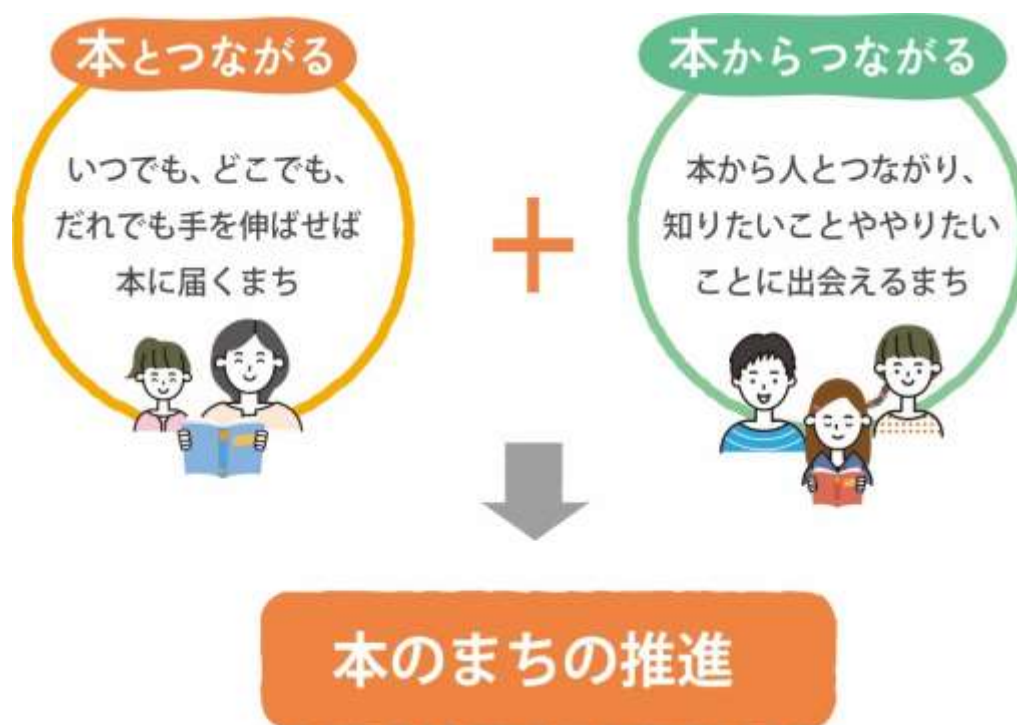 本とつながる
いつでも、どこでも、
だれでも手を伸ばせば
本に届くまち
本からつながる
本から人とつながり、
知りたいことややりたい
ことに出会えるまち
本のまちの推進